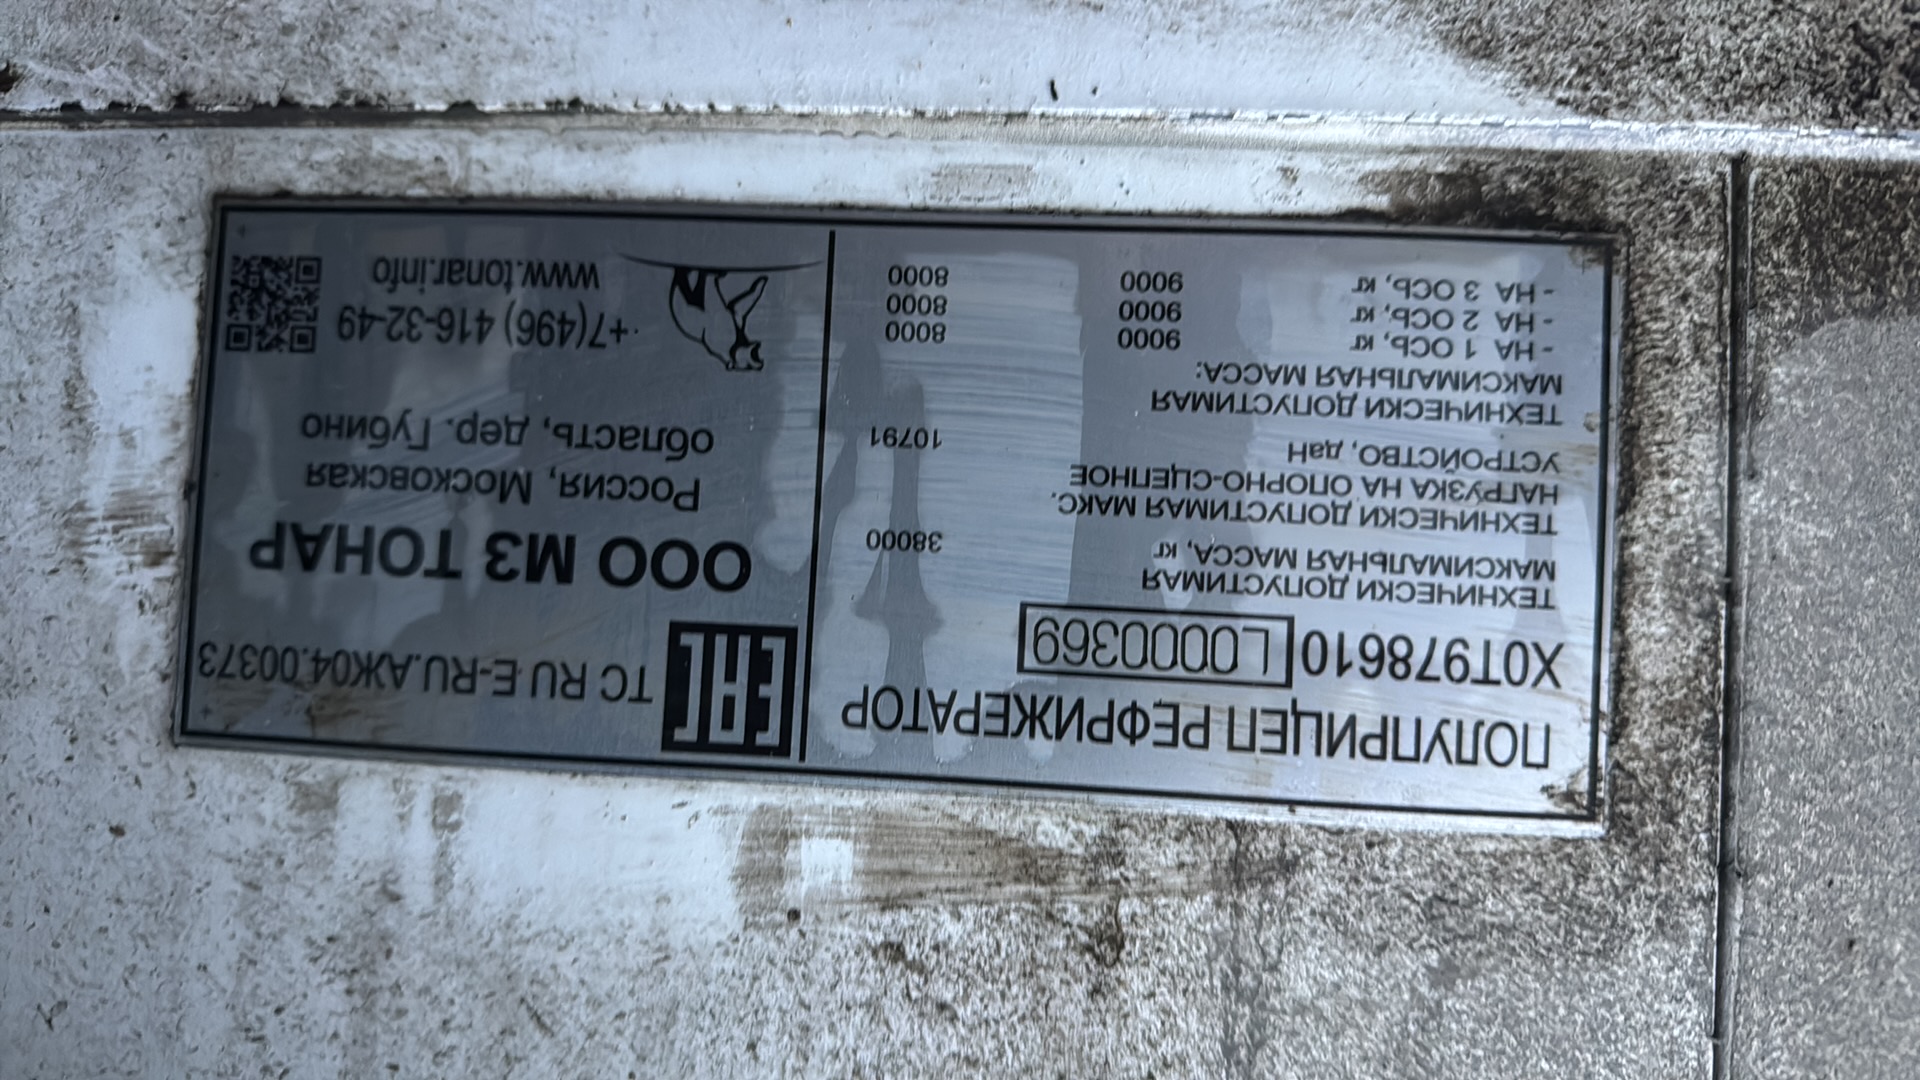 ПОЛУПРИЦЕП РЕФРИЖЕРАТОР
X0T978610 L0000369
ТЕХНИЧЕСКИ ДОПУСТИМАЯ
МАКСИМАЛЬНАЯ МАССА, кг 38000
ТЕХНИЧЕСКИ ДОПУСТИМАЯ МАКС.
НАГРУЗКА НА ОПОРНО-СЦЕПНОЕ
УСТРОЙСТВО, даН 10791
ТЕХНИЧЕСКИ ДОПУСТИМАЯ
МАКСИМАЛЬНАЯ МАССА:
- НА 1 ОСЬ, кг 9000 8000
- НА 2 ОСЬ, кг 9000 8000
- НА 3 ОСЬ, кг 9000 8000
ЕАС ТС RU E-RU.АЖ04.00373
ООО МЗ ТОНАР
Россия, Московская
область, дер. Губино
+7(496) 416-32-49
www.tonar.info